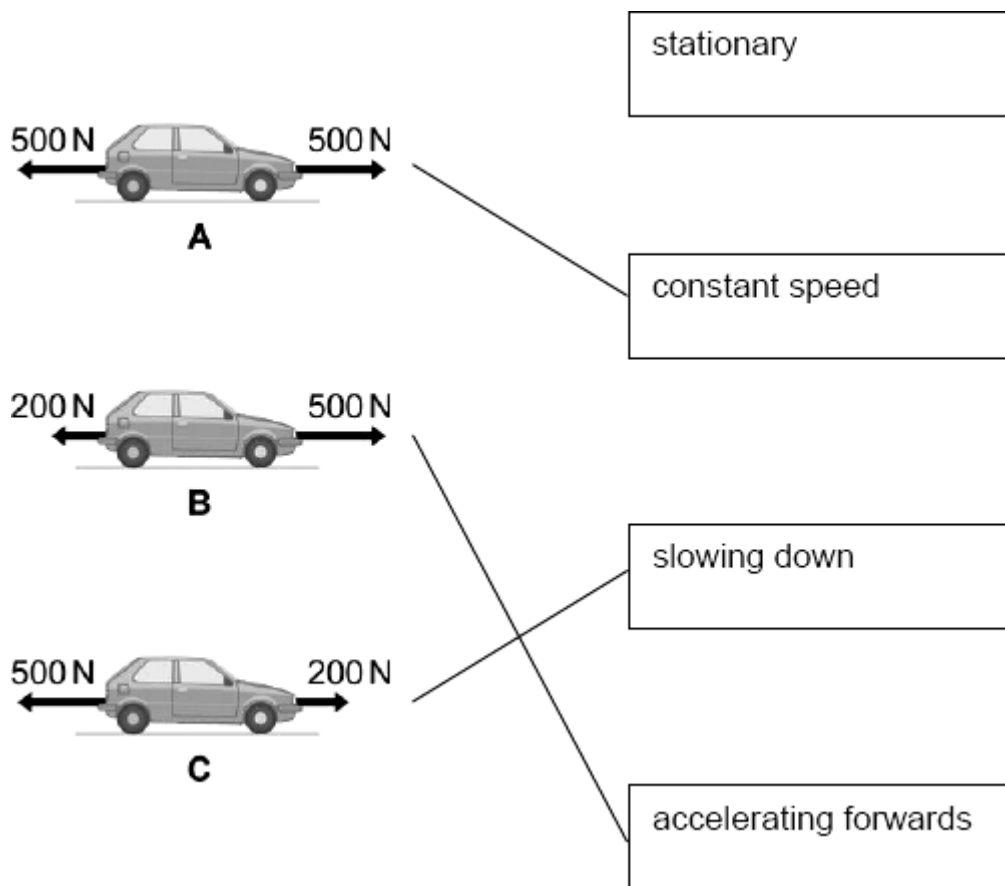 stationary
500 N 500 N
A
constant speed
200 N 500 N
B
slowing down
500 N 200 N
C
accelerating forwards